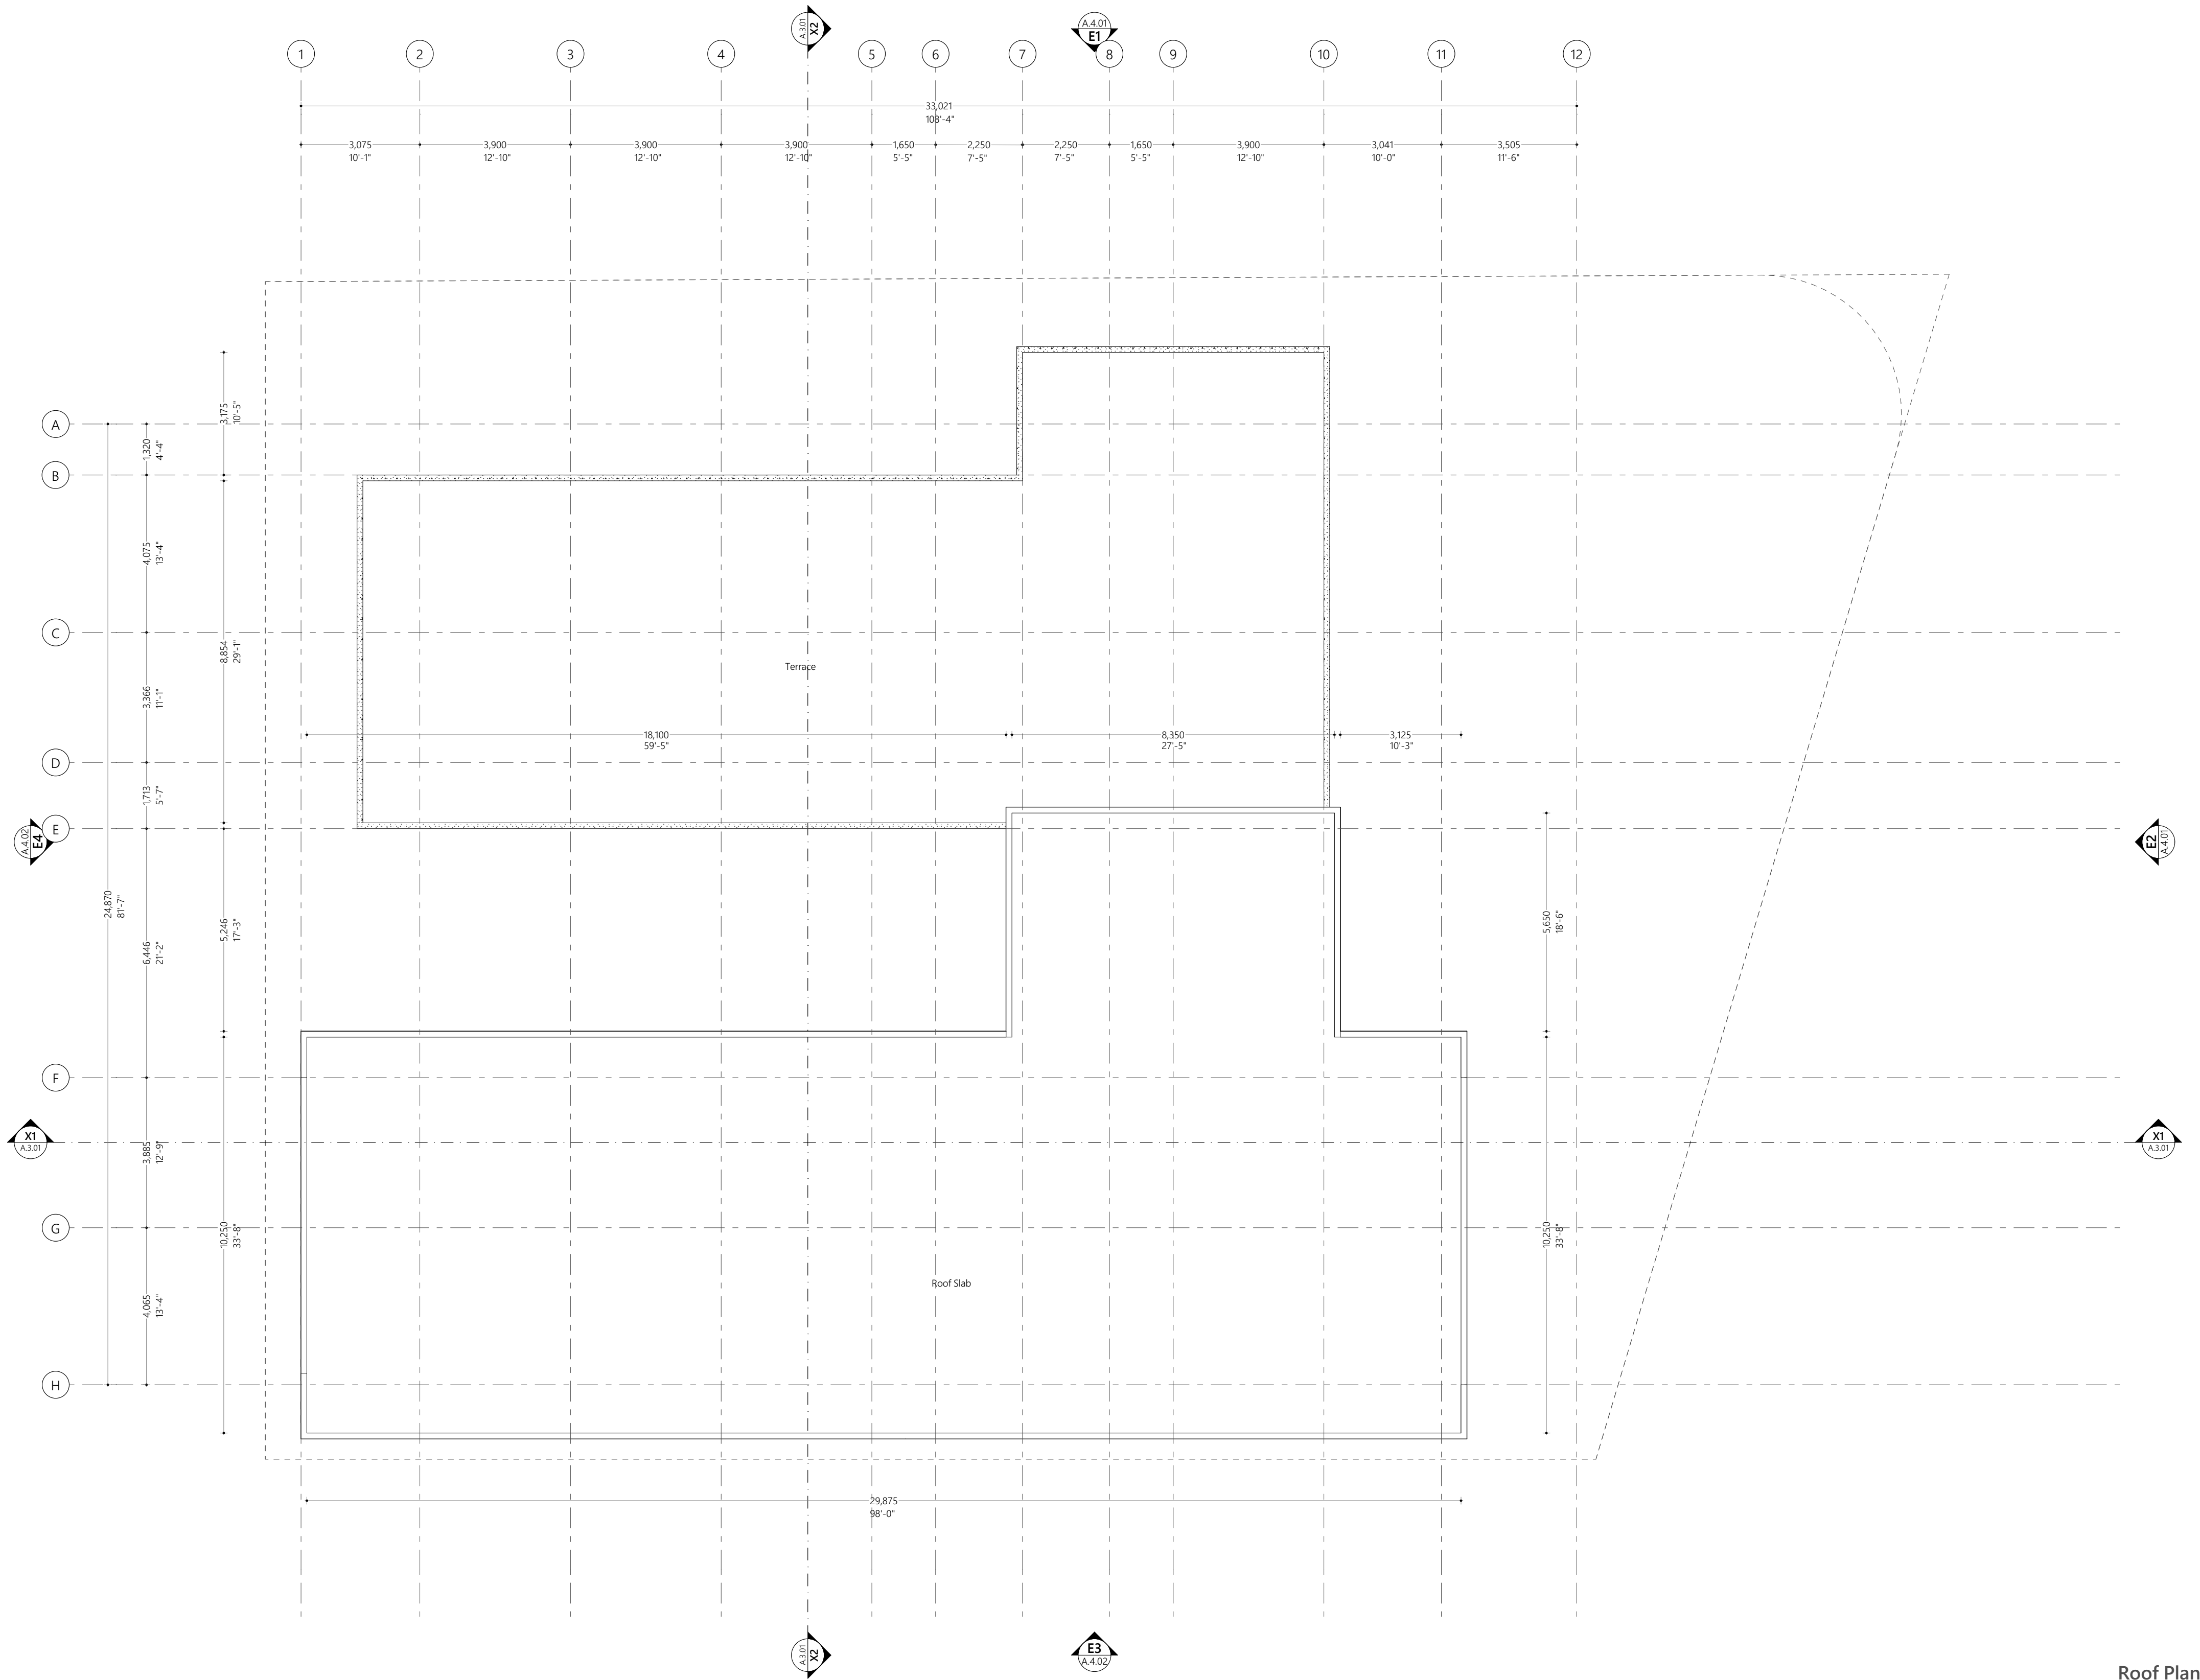 A.3.01
X2
A.4.01
E1
1
2
3
4
5
6
7
8
9
10
11
12
33,021
108'-4"
3,075
3,900
3,900
3,900
1,650
2,250
2,250
1,650
3,900
3,041
3,505
10'-1"
12'-10"
12'-10"
12'-10"
5'-5"
7'-5"
7'-5"
5'-5"
12'-10"
10'-0"
11'-6"
A
B
C
D
E
F
G
H
24,870
81'-7"
1,320
4'-4"
4,075
13'-4"
3,366
11'-1"
1,713
5'-7"
6,446
21'-2"
3,885
12'-9"
4,065
13'-4"
3,175
10'-5"
8,854
29'-1"
5,246
17'-3"
10,250
33'-8"
Terrace
18,100
59'-5"
8,350
27'-5"
3,125
10'-3"
A.4.02
E4
E2
A.4.01
5,650
18'-6"
10,250
33'-8"
X1
A.3.01
X1
A.3.01
Roof Slab
29,875
98'-0"
A.3.01
X2
E3
A.4.02
Roof Plan